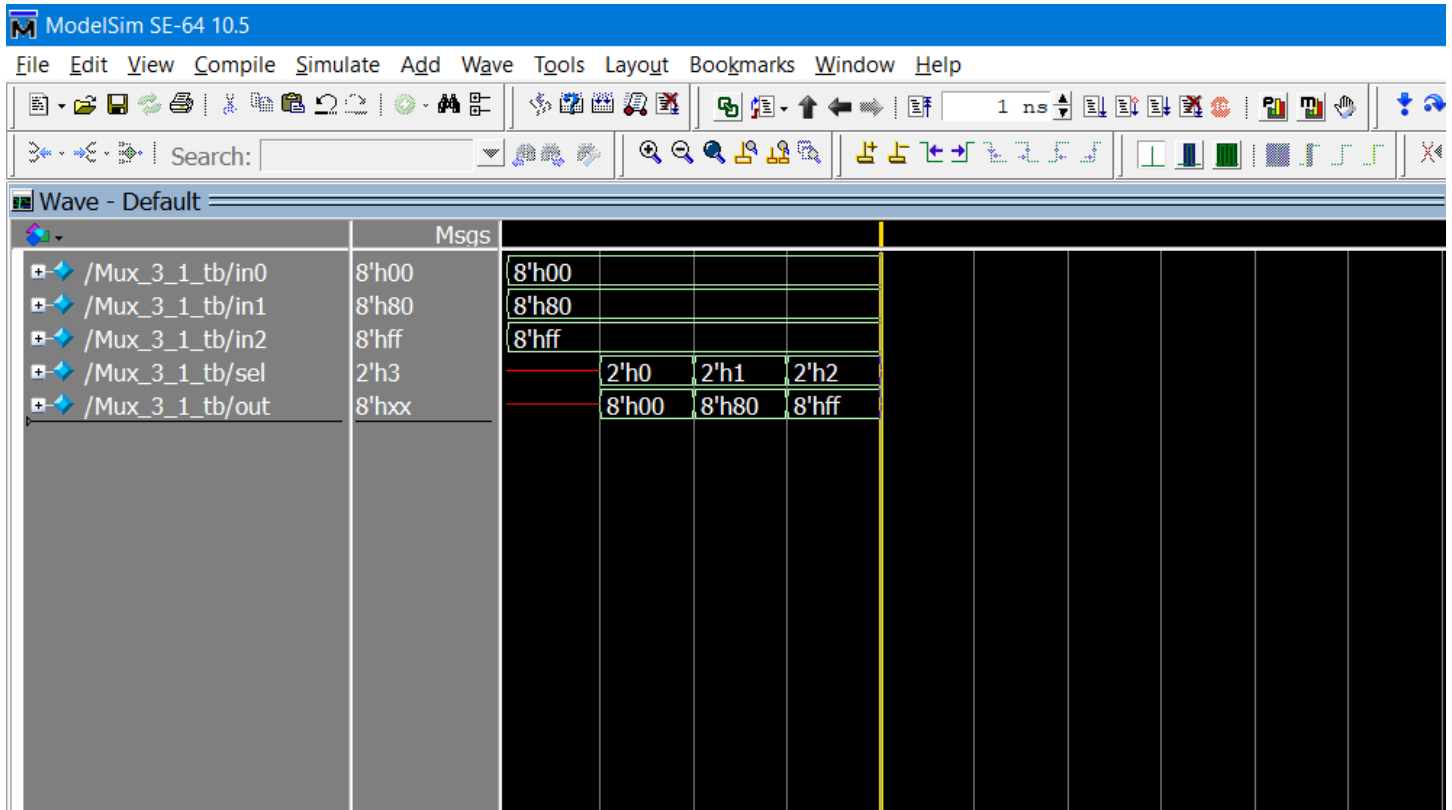 ModelSim SE-64 10.5
File Edit View Compile Simulate Add Wave Tools Layout Bookmarks Window Help
1 ns
Search:
Wave - Default
Msgs
/Mux_3_1_tb/in0 8'h00 8'h00
/Mux_3_1_tb/in1 8'h80 8'h80
/Mux_3_1_tb/in2 8'hff 8'hff
/Mux_3_1_tb/sel 2'h3 2'h0 2'h1 2'h2
/Mux_3_1_tb/out 8'hxx 8'h00 8'h80 8'hff